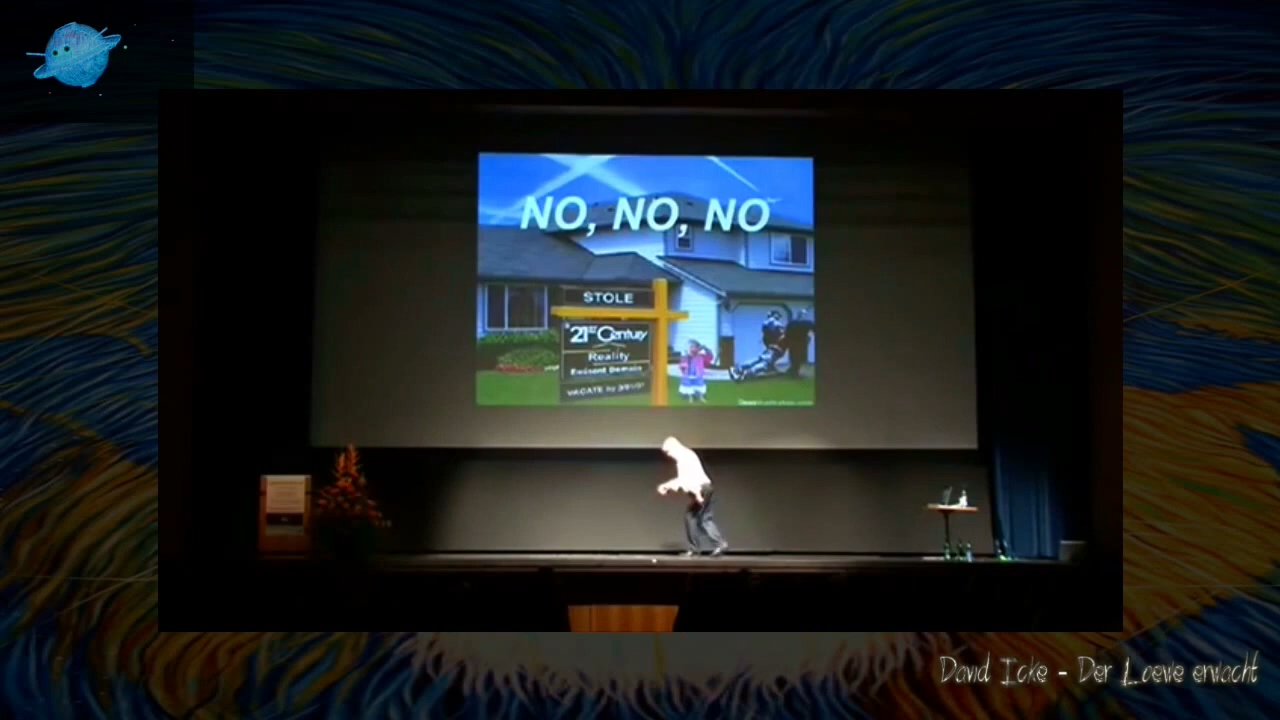 NO, NO, NO
STOLE
21ST Century
Reality
Eminent Domain
VACATE by
David Icke - Der Loewe erwacht